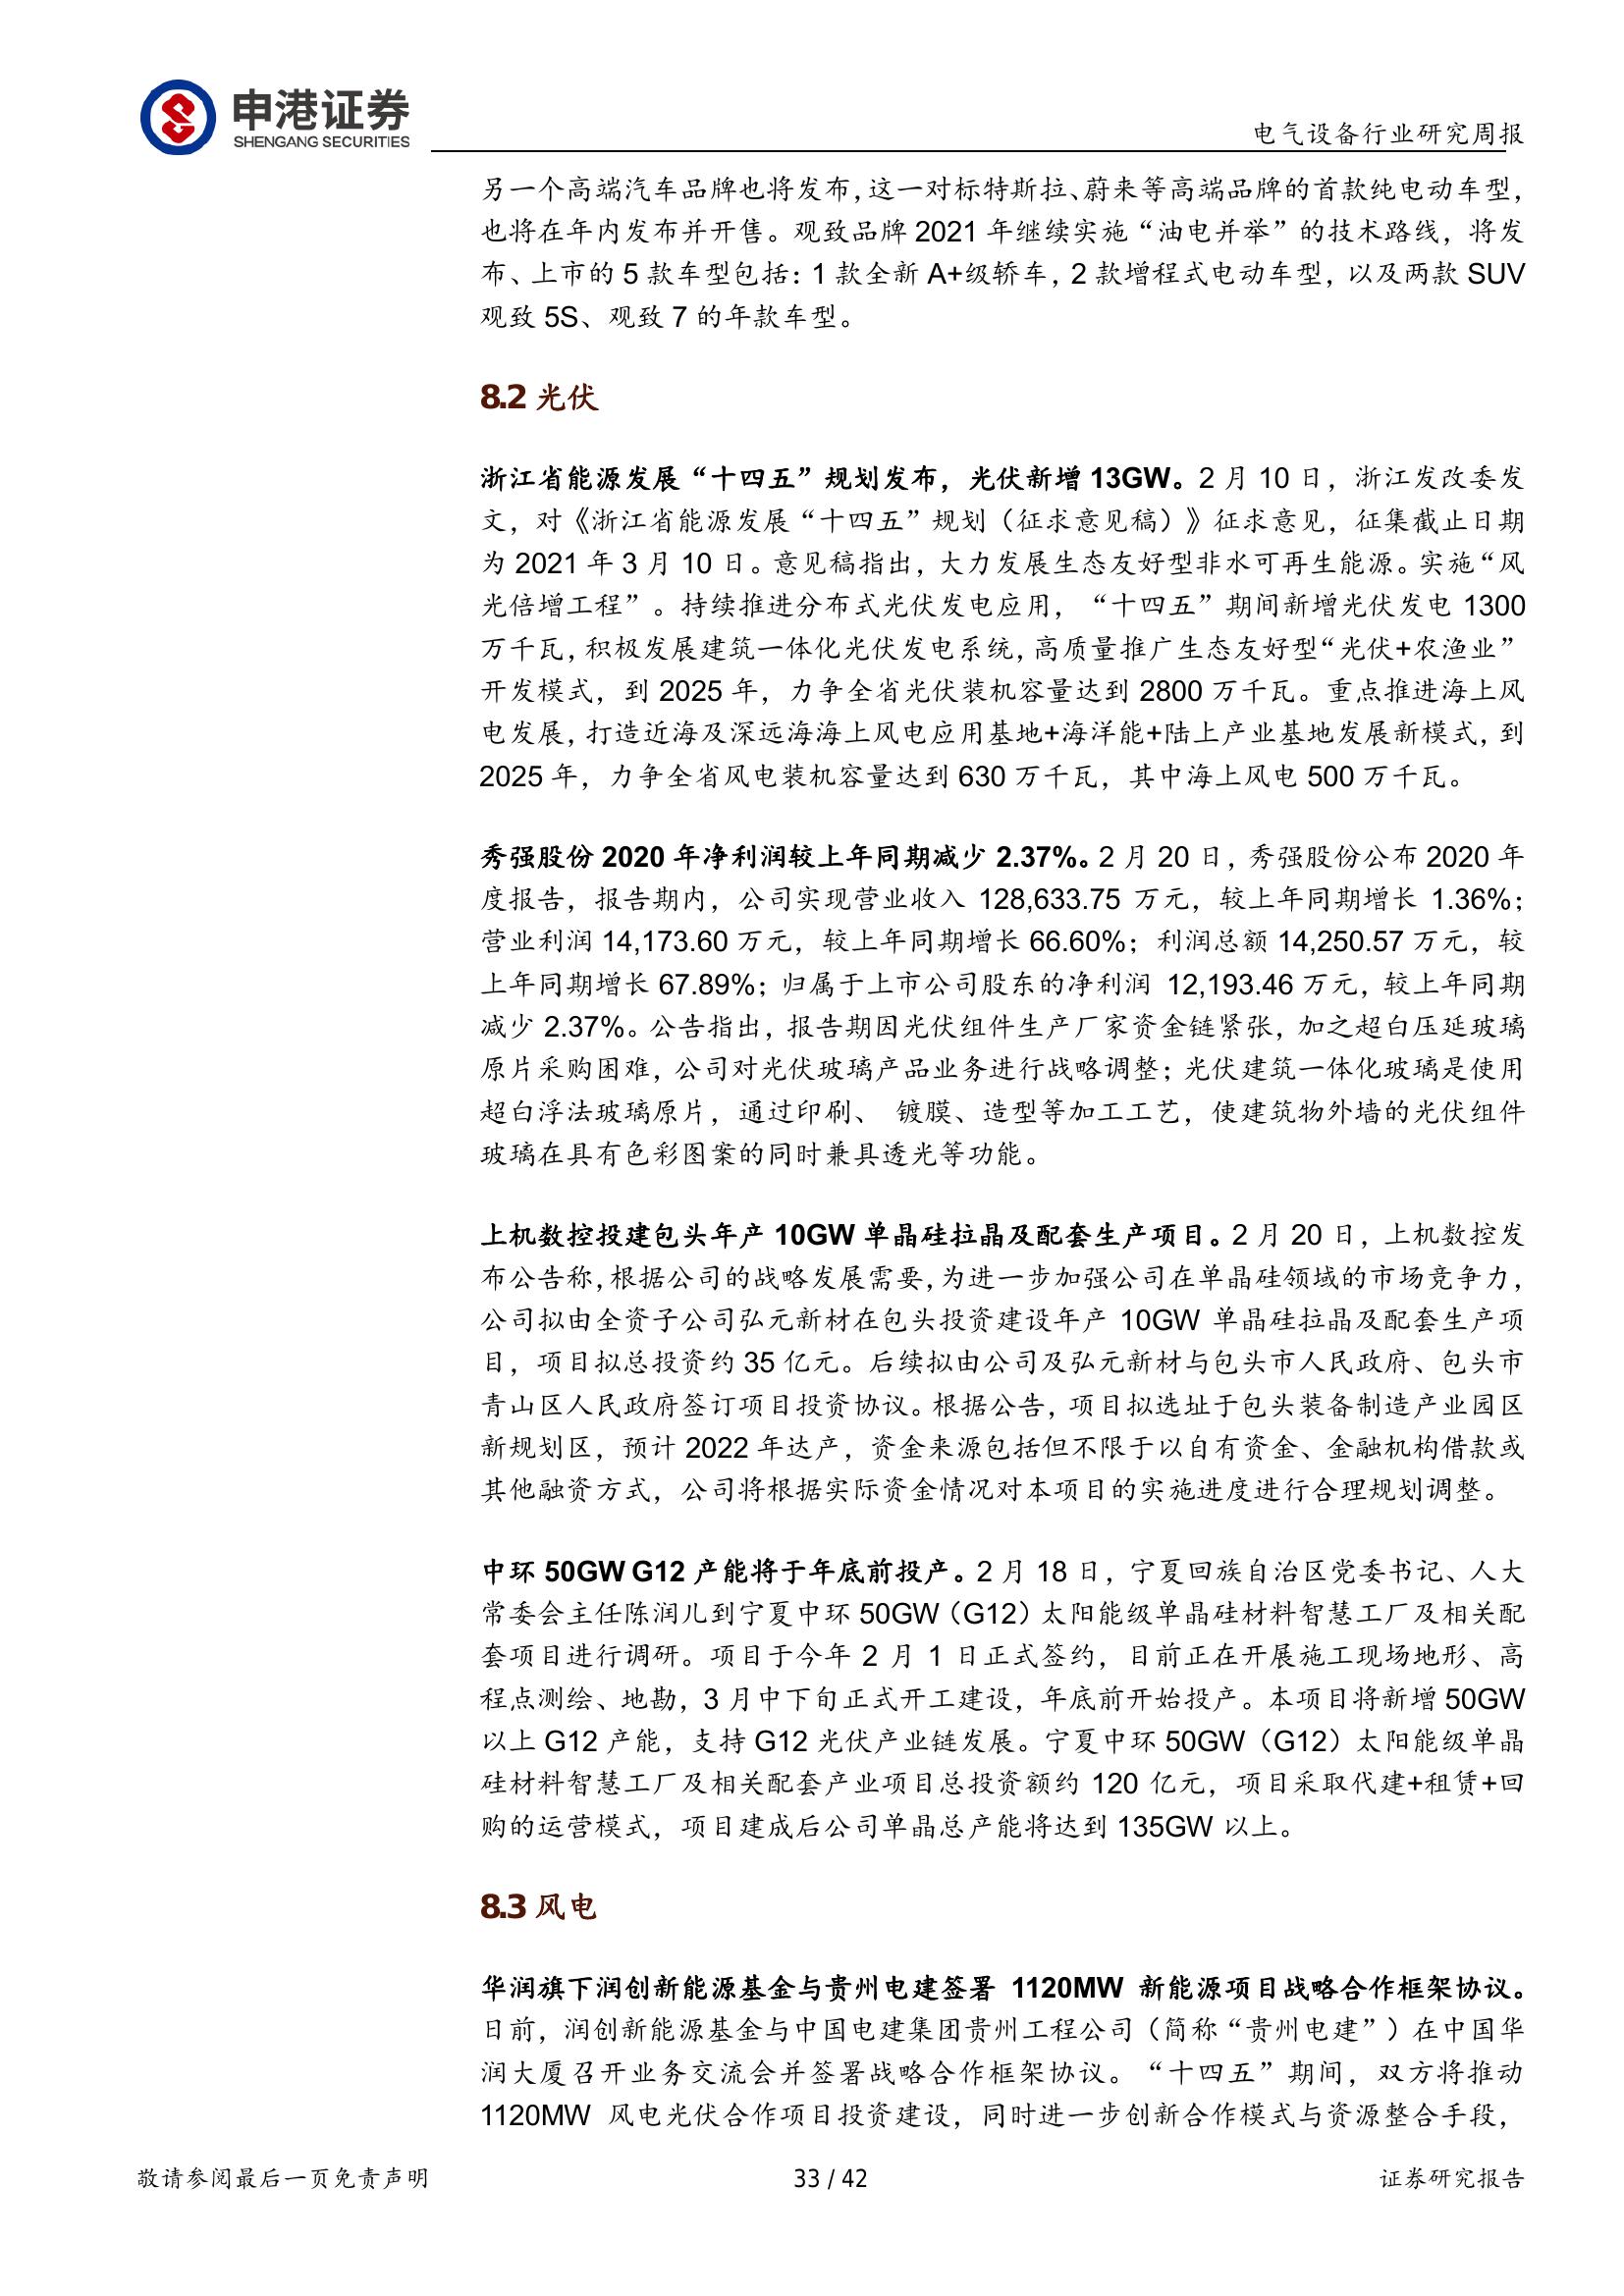 申港证券
SHENGANG SECURITIES
电气设备行业研究周报
另一个高端汽车品牌也将发布，这一对标特斯拉、蔚来等高端品牌的首款纯电动车型，
也将在年内发布并开售。观致品牌 2021 年继续实施“油电并举”的技术路线，将发
布、上市的 5 款车型包括：1 款全新 A+级轿车，2 款增程式电动车型，以及两款 SUV
观致 5S、观致 7 的年款车型。
8.2 光伏
浙江省能源发展“十四五”规划发布，光伏新增 13GW。2 月 10 日，浙江发改委发
文，对《浙江省能源发展“十四五”规划（征求意见稿）》征求意见，征集截止日期
为 2021 年 3 月 10 日。意见稿指出，大力发展生态友好型非水可再生能源。实施“风
光倍增工程”。持续推进分布式光伏发电应用，“十四五”期间新增光伏发电 1300
万千瓦，积极发展建筑一体化光伏发电系统，高质量推广生态友好型“光伏+农渔业”
开发模式，到 2025 年，力争全省光伏装机容量达到 2800 万千瓦。重点推进海上风
电发展，打造近海及深远海海上风电应用基地+海洋能+陆上产业基地发展新模式，到
2025 年，力争全省风电装机容量达到 630 万千瓦，其中海上风电 500 万千瓦。
秀强股份 2020 年净利润较上年同期减少 2.37%。2 月 20 日，秀强股份公布 2020 年
度报告，报告期内，公司实现营业收入 128,633.75 万元，较上年同期增长 1.36%；
营业利润 14,173.60 万元，较上年同期增长 66.60%；利润总额 14,250.57 万元，较
上年同期增长 67.89%；归属于上市公司股东的净利润 12,193.46 万元，较上年同期
减少 2.37%。公告指出，报告期因光伏组件生产厂家资金链紧张，加之超白压延玻璃
原片采购困难，公司对光伏玻璃产品业务进行战略调整；光伏建筑一体化玻璃是使用
超白浮法玻璃原片，通过印刷、 镀膜、造型等加工工艺，使建筑物外墙的光伏组件
玻璃在具有色彩图案的同时兼具透光等功能。
上机数控投建包头年产 10GW 单晶硅拉晶及配套生产项目。2 月 20 日，上机数控发
布公告称，根据公司的战略发展需要，为进一步加强公司在单晶硅领域的市场竞争力，
公司拟由全资子公司弘元新材在包头投资建设年产 10GW 单晶硅拉晶及配套生产项
目，项目拟总投资约 35 亿元。后续拟由公司及弘元新材与包头市人民政府、包头市
青山区人民政府签订项目投资协议。根据公告，项目拟选址于包头装备制造产业园区
新规划区，预计 2022 年达产，资金来源包括但不限于以自有资金、金融机构借款或
其他融资方式，公司将根据实际资金情况对本项目的实施进度进行合理规划调整。
中环 50GW G12 产能将于年底前投产。2 月 18 日，宁夏回族自治区党委书记、人大
常委会主任陈润儿到宁夏中环 50GW（G12）太阳能级单晶硅材料智慧工厂及相关配
套项目进行调研。项目于今年 2 月 1 日正式签约，目前正在开展施工现场地形、高
程点测绘、地勘，3 月中下旬正式开工建设，年底前开始投产。本项目将新增 50GW
以上 G12 产能，支持 G12 光伏产业链发展。宁夏中环 50GW（G12）太阳能级单晶
硅材料智慧工厂及相关配套产业项目总投资额约 120 亿元，项目采取代建+租赁+回
购的运营模式，项目建成后公司单晶总产能将达到 135GW 以上。
8.3 风电
华润旗下润创新能源基金与贵州电建签署 1120MW 新能源项目战略合作框架协议。
日前，润创新能源基金与中国电建集团贵州工程公司（简称“贵州电建”）在中国华
润大厦召开业务交流会并签署战略合作框架协议。“十四五”期间，双方将推动
1120MW 风电光伏合作项目投资建设，同时进一步创新合作模式与资源整合手段，
敬请参阅最后一页免责声明
33 / 42
证券研究报告